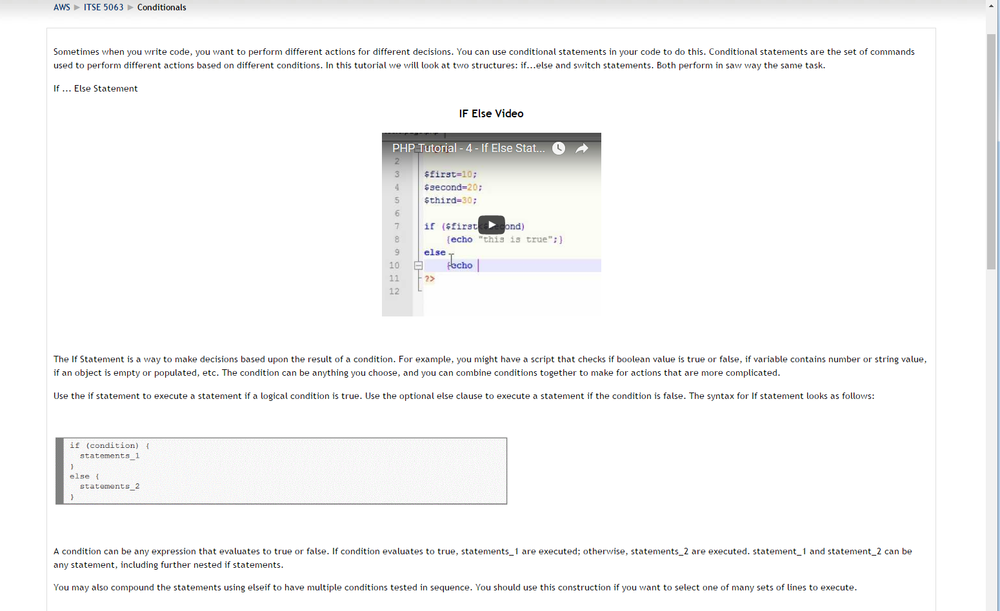 AWS ▶ ITSE 5063 ▶ Conditionals
Sometimes when you write code, you want to perform different actions for different decisions. You can use conditional statements in your code to do this. Conditional statements are the set of commands
used to perform different actions based on different conditions. In this tutorial we will look at two structures: if...else and switch statements. Both perform in saw way the same task.
If ... Else Statement
IF Else Video
PHP Tutorial - 4 - If Else Stat...
2
3 $first=10;
4 $second=20;
5 $third=30;
6
7 if ($first<$second)
8 {echo "this is true";}
9 else
10 {echo
11 ?>
12
The If Statement is a way to make decisions based upon the result of a condition. For example, you might have a script that checks if boolean value is true or false, if variable contains number or string value,
if an object is empty or populated, etc. The condition can be anything you choose, and you can combine conditions together to make for actions that are more complicated.
Use the if statement to execute a statement if a logical condition is true. Use the optional else clause to execute a statement if the condition is false. The syntax for If statement looks as follows:
if (condition) {
statements_1
}
else {
statements_2
}
A condition can be any expression that evaluates to true or false. If condition evaluates to true, statements_1 are executed; otherwise, statements_2 are executed. statement_1 and statement_2 can be
any statement, including further nested if statements.
You may also compound the statements using elseif to have multiple conditions tested in sequence. You should use this construction if you want to select one of many sets of lines to execute.